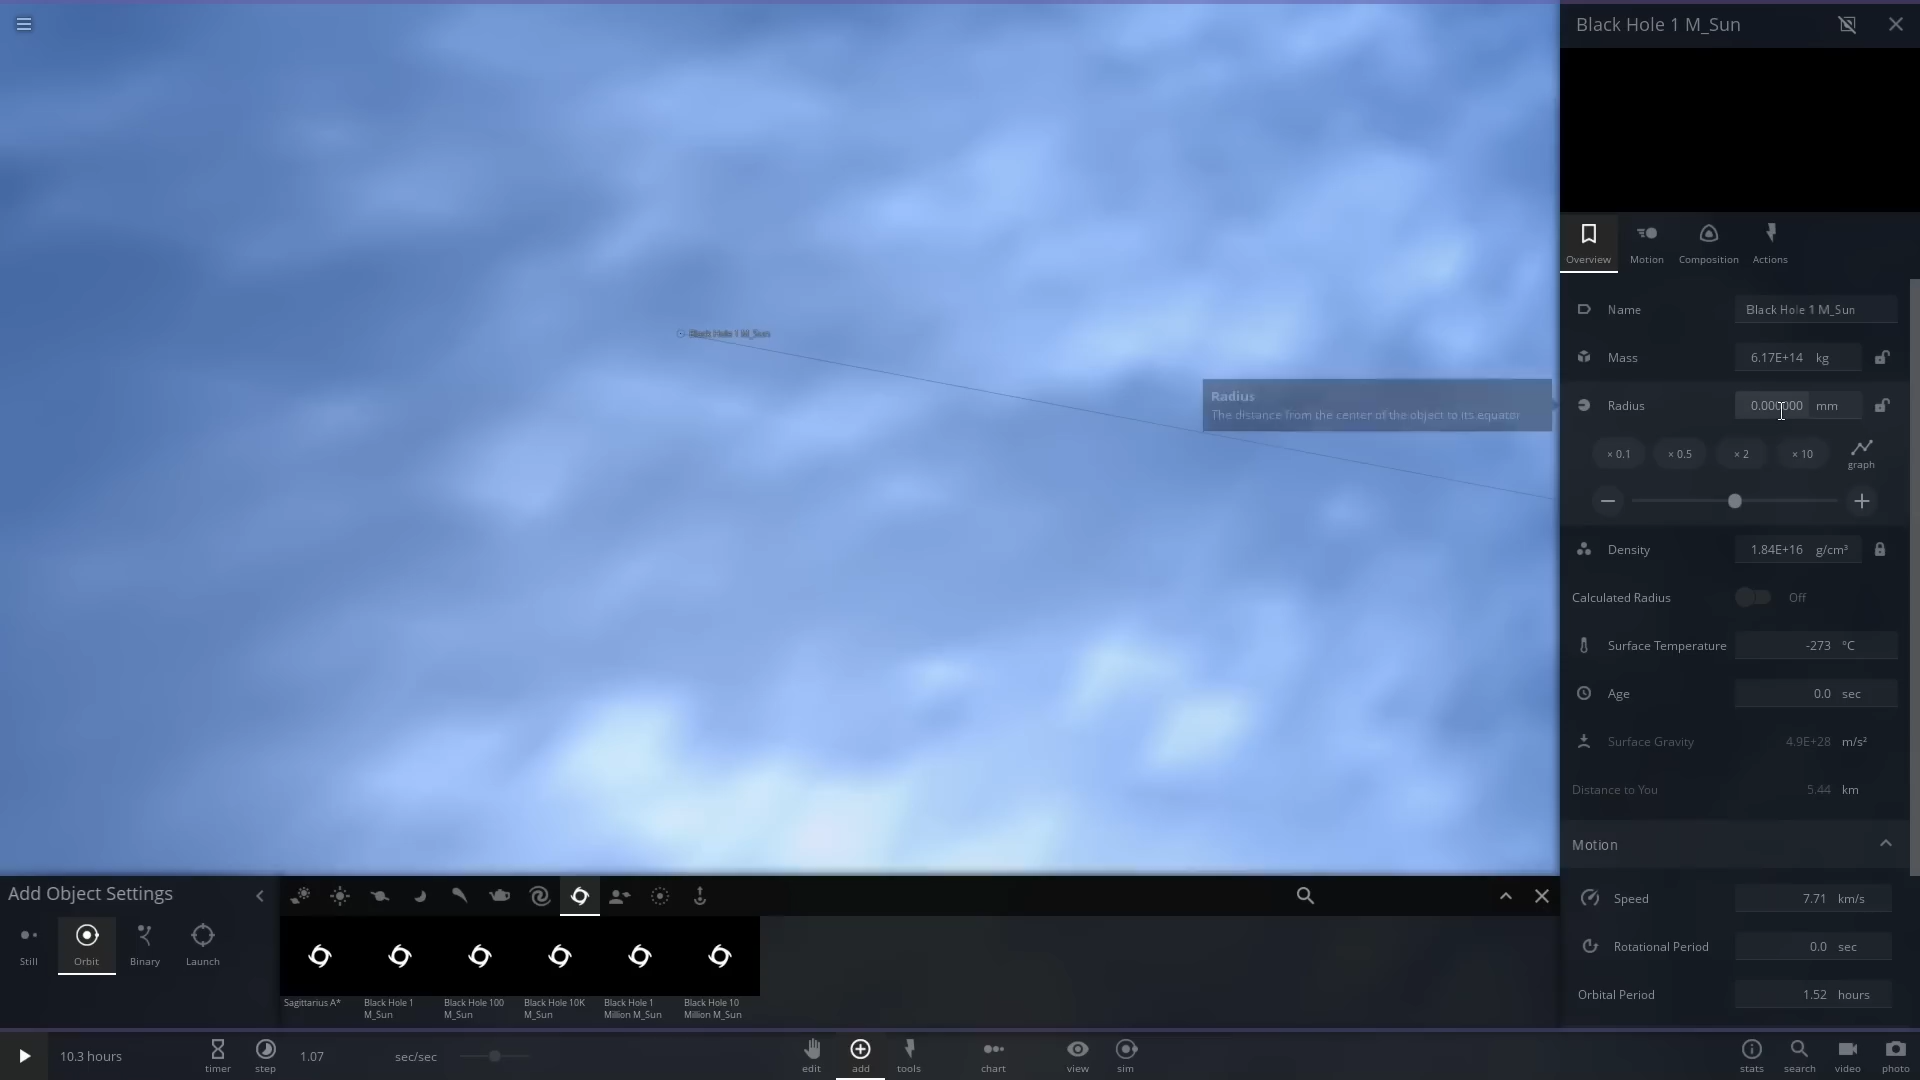 Black Hole 1 M_Sun
Overview
Motion
Composition
Actions
Name
Black Hole 1 M_Sun
Black Hole 1 M_Sun
Mass
6.17E+14 kg
Radius
The distance from the center of the object to its equator
Radius
0.000000 mm
× 0.1
× 0.5
× 2
× 10
graph
Density
1.84E+16 g/cm³
Calculated Radius
Off
Surface Temperature
-273 °C
Age
0.0 sec
Surface Gravity
4.9E+28 m/s²
Distance to You
5.44 km
Motion
Speed
7.71 km/s
Rotational Period
0.0 sec
Orbital Period
1.52 hours
Add Object Settings
Still
Orbit
Binary
Launch
Sagittarius A*
Black Hole 1
M_Sun
Black Hole 100
M_Sun
Black Hole 10K
M_Sun
Black Hole 1
Million M_Sun
Black Hole 10
Million M_Sun
10.3 hours
timer
step
1.07
sec/sec
edit
add
tools
chart
view
sim
stats
search
video
photo